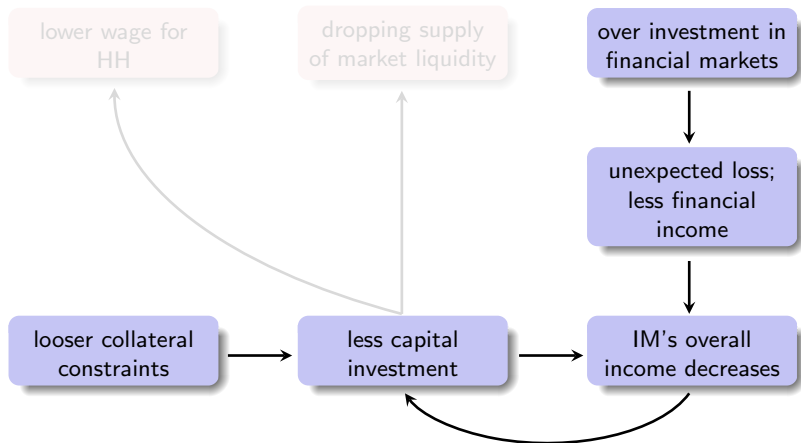 lower wage for
HH
dropping supply
of market liquidity
over investment in
financial markets
unexpected loss;
less financial
income
looser collateral
constraints
less capital
investment
IM's overall
income decreases